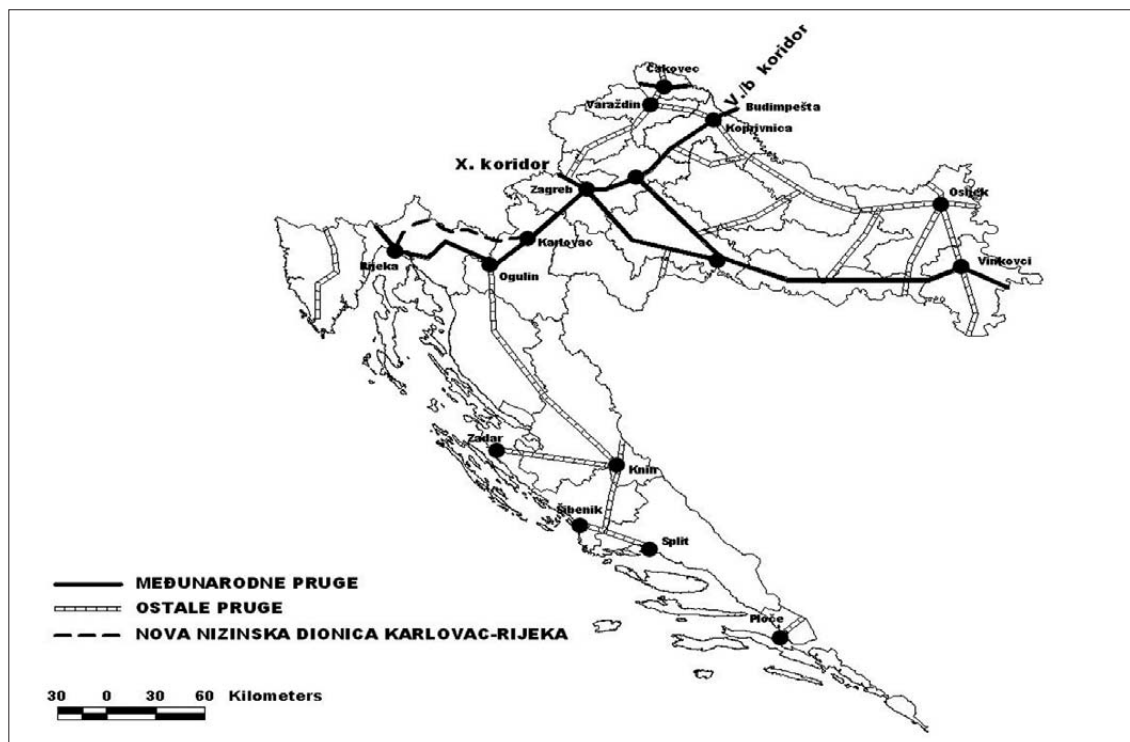 V./b koridor
Čakovec
Budimpešta
Varaždin
Koprivnica
X. koridor
Zagreb
Osijek
Karlovac
Rijeka
Ogulin
Vinkovci
Zadar
Knin
Šibenik
Split
Ploče
MEĐUNARODNE PRUGE
OSTALE PRUGE
NOVA NIZINSKA DIONICA KARLOVAC-RIJEKA
30 0 30 60 Kilometers